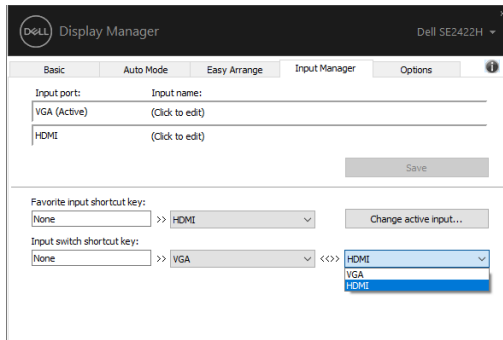 DELL Display Manager Dell SE2422H
Basic Auto Mode Easy Arrange Input Manager Options
Input port: Input name:
VGA (Active) (Click to edit)
HDMI (Click to edit)
Save
Favorite input shortcut key:
None >> HDMI Change active input...
Input switch shortcut key:
None >> VGA <<>> HDMI
VGA
HDMI